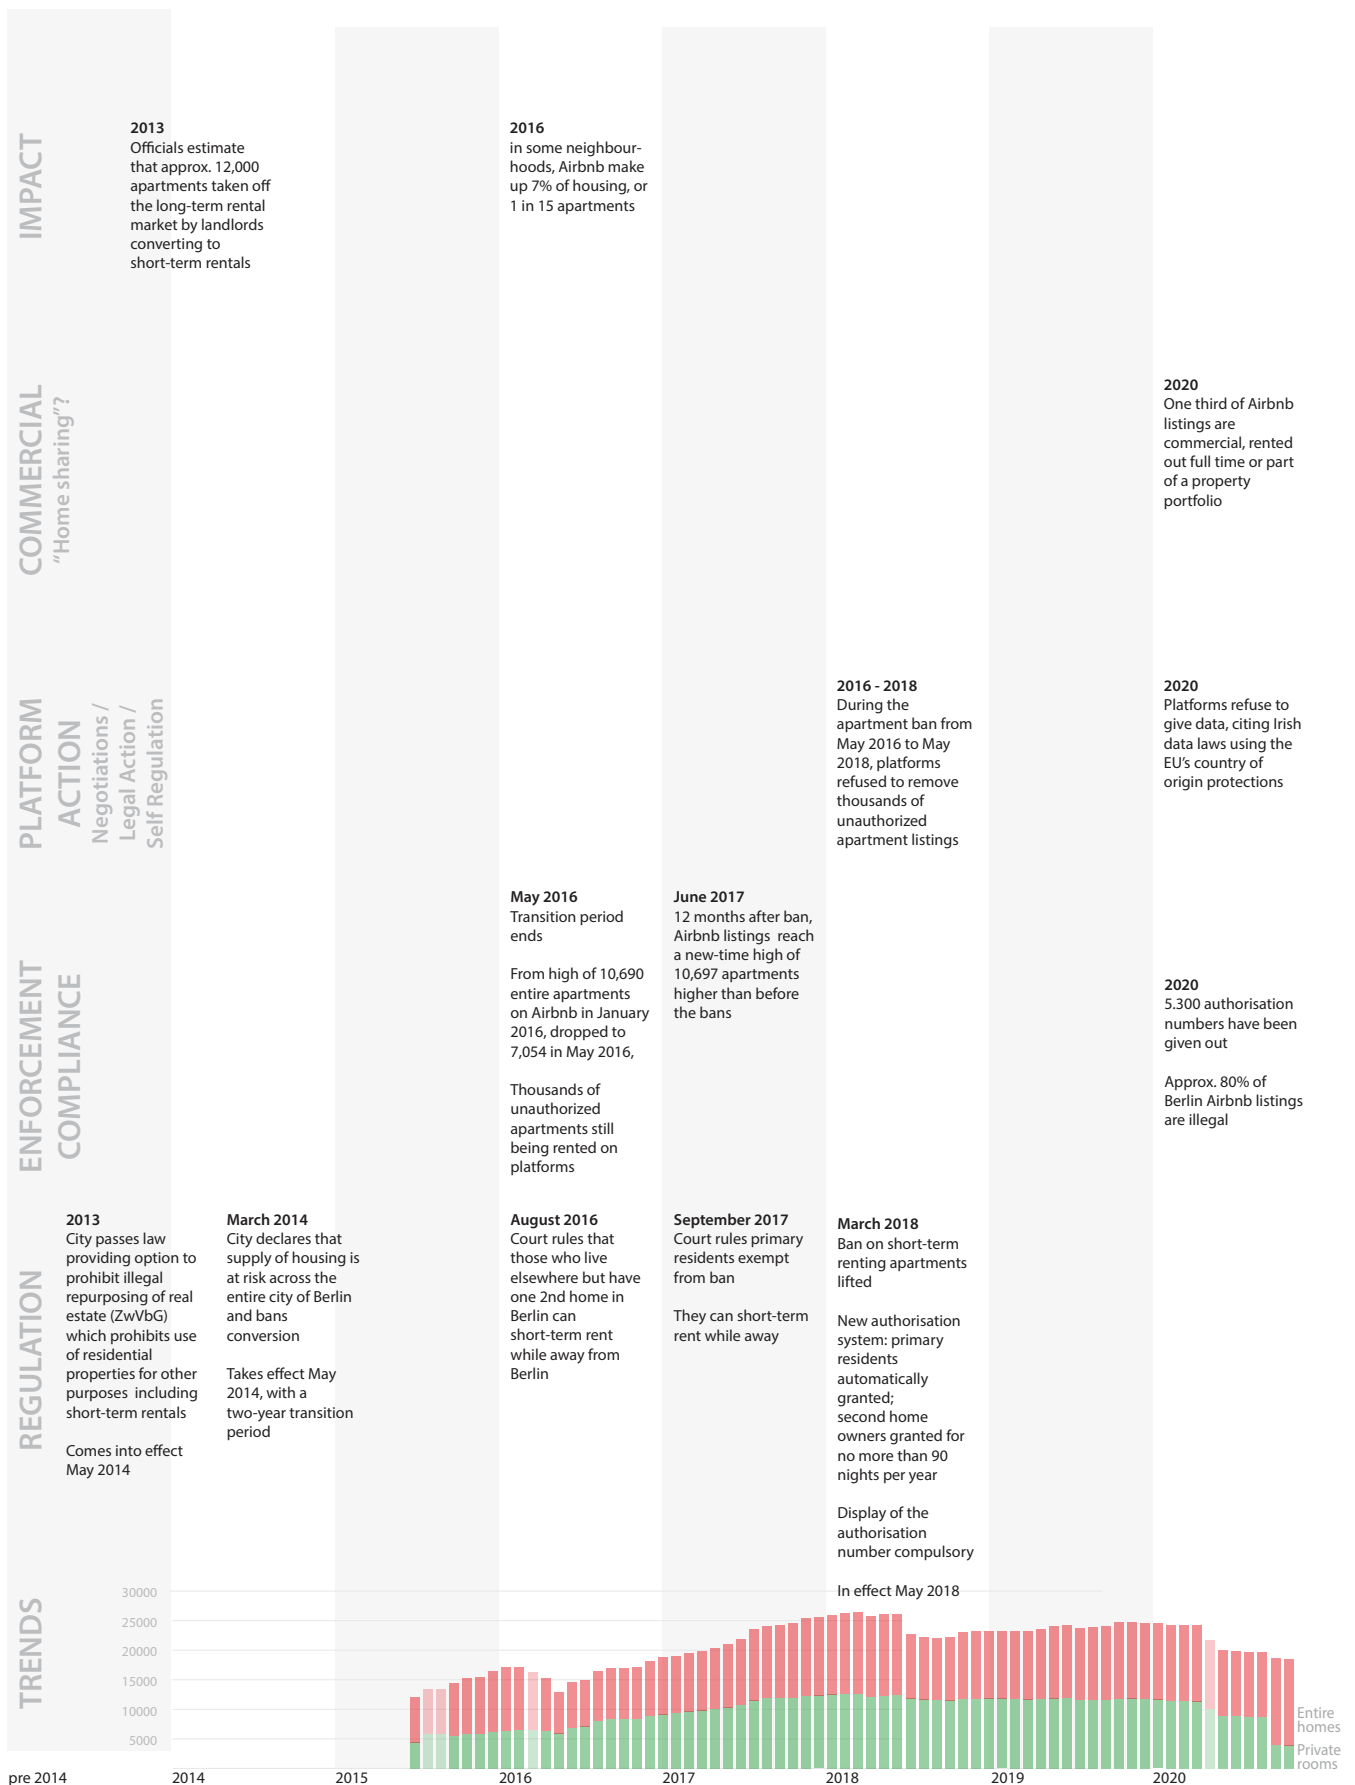 IMPACT
2013
Officials estimate
that approx. 12,000
apartments taken off
the long-term rental
market by landlords
converting to
short-term rentals
2016
in some neighbour-
hoods, Airbnb make
up 7% of housing, or
1 in 15 apartments
COMMERCIAL
"Home sharing"?
2020
One third of Airbnb
listings are
commercial, rented
out full time or part
of a property
portfolio
PLATFORM
ACTION
Negotiations /
Legal Action /
Self Regulation
2016 - 2018
During the
apartment ban from
May 2016 to May
2018, platforms
refused to remove
thousands of
unauthorized
apartment listings
2020
Platforms refuse to
give data, citing Irish
data laws using the
EU's country of
origin protections
ENFORCEMENT
COMPLIANCE
May 2016
Transition period
ends
From high of 10,690
entire apartments
on Airbnb in January
2016, dropped to
7,054 in May 2016,
Thousands of
unauthorized
apartments still
being rented on
platforms
June 2017
12 months after ban,
Airbnb listings  reach
a new-time high of
10,697 apartments
higher than before
the bans
2020
5.300 authorisation
numbers have been
given out
Approx. 80% of
Berlin Airbnb listings
are illegal
REGULATION
2013
City passes law
providing option to
prohibit illegal
repurposing of real
estate (ZwVbG)
which prohibits use
of residential
properties for other
purposes  including
short-term rentals
Comes into effect
May 2014
March 2014
City declares that
supply of housing is
at risk across the
entire city of Berlin
and bans
conversion
Takes effect May
2014, with a
two-year transition
period
August 2016
Court rules that
those who live
elsewhere but have
one 2nd home in
Berlin can
short-term rent
while away from
Berlin
September 2017
Court rules primary
residents exempt
from ban
They can short-term
rent while away
March 2018
Ban on short-term
renting apartments
lifted
New authorisation
system: primary
residents
automatically
granted;
second home
owners granted for
no more than 90
nights per year
Display of the
authorisation
number compulsory
In effect May 2018
TRENDS
30000
25000
20000
15000
10000
5000
Entire
homes
Private
rooms
pre 2014
2014
2015
2016
2017
2018
2019
2020